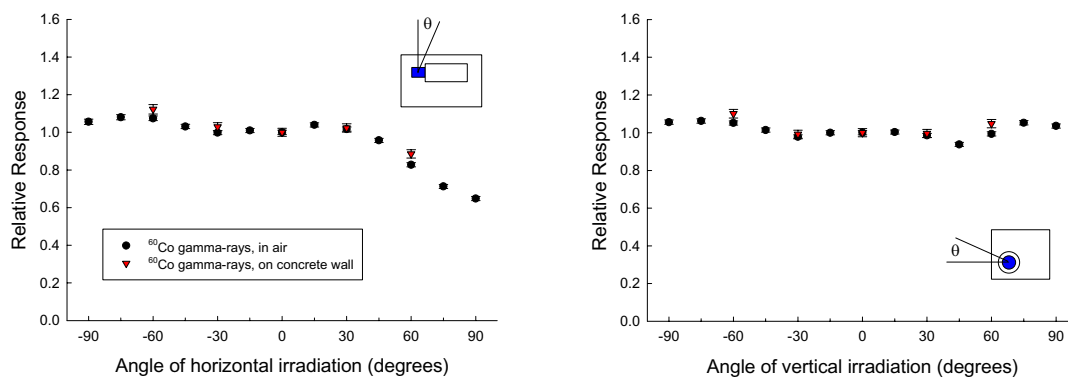 1.6
1.4
1.2
1.0
0.8
0.6
0.4
0.2
0.0
Relative Response
θ
⁶⁰Co gamma-rays, in air
⁶⁰Co gamma-rays, on concrete wall
-90 -60 -30 0 30 60 90
Angle of horizontal irradiation (degrees)
1.6
1.4
1.2
1.0
0.8
0.6
0.4
0.2
0.0
Relative Response
θ
-90 -60 -30 0 30 60 90
Angle of vertical irradiation (degrees)